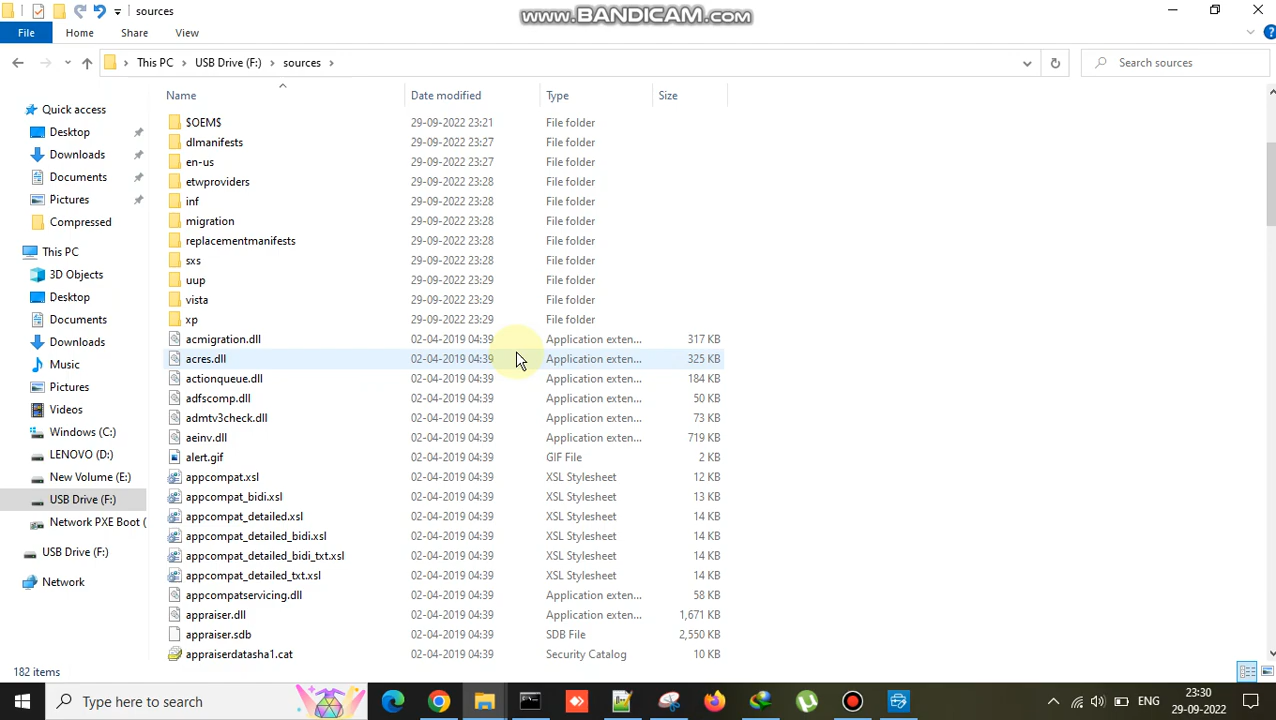 sources
www.BANDICAM.com
File Home Share View
This PC USB Drive (F:) sources
Search sources
Name Date modified Type Size
Quick access
Desktop
Downloads
Documents
Pictures
Compressed
This PC
3D Objects
Desktop
Documents
Downloads
Music
Pictures
Videos
Windows (C:)
LENOVO (D:)
New Volume (E:)
USB Drive (F:)
Network PXE Boot (
USB Drive (F:)
Network
$OEM$ 29-09-2022 23:21 File folder
dlmanifests 29-09-2022 23:27 File folder
en-us 29-09-2022 23:27 File folder
etwproviders 29-09-2022 23:28 File folder
inf 29-09-2022 23:28 File folder
migration 29-09-2022 23:28 File folder
replacementmanifests 29-09-2022 23:28 File folder
sxs 29-09-2022 23:28 File folder
uup 29-09-2022 23:29 File folder
vista 29-09-2022 23:29 File folder
xp 29-09-2022 23:29 File folder
acmigration.dll 02-04-2019 04:39 Application exten... 317 KB
acres.dll 02-04-2019 04:39 Application exten... 325 KB
actionqueue.dll 02-04-2019 04:39 Application exten... 184 KB
adfscomp.dll 02-04-2019 04:39 Application exten... 50 KB
admtv3check.dll 02-04-2019 04:39 Application exten... 73 KB
aeinv.dll 02-04-2019 04:39 Application exten... 719 KB
alert.gif 02-04-2019 04:39 GIF File 2 KB
appcompat.xsl 02-04-2019 04:39 XSL Stylesheet 12 KB
appcompat_bidi.xsl 02-04-2019 04:39 XSL Stylesheet 13 KB
appcompat_detailed.xsl 02-04-2019 04:39 XSL Stylesheet 14 KB
appcompat_detailed_bidi.xsl 02-04-2019 04:39 XSL Stylesheet 14 KB
appcompat_detailed_bidi_txt.xsl 02-04-2019 04:39 XSL Stylesheet 14 KB
appcompat_detailed_txt.xsl 02-04-2019 04:39 XSL Stylesheet 14 KB
appcompatservicing.dll 02-04-2019 04:39 Application exten... 58 KB
appraiser.dll 02-04-2019 04:39 Application exten... 1,671 KB
appraiser.sdb 02-04-2019 04:39 SDB File 2,550 KB
appraiserdatasha1.cat 02-04-2019 04:39 Security Catalog 10 KB
182 items
Type here to search
ENG
23:30
29-09-2022